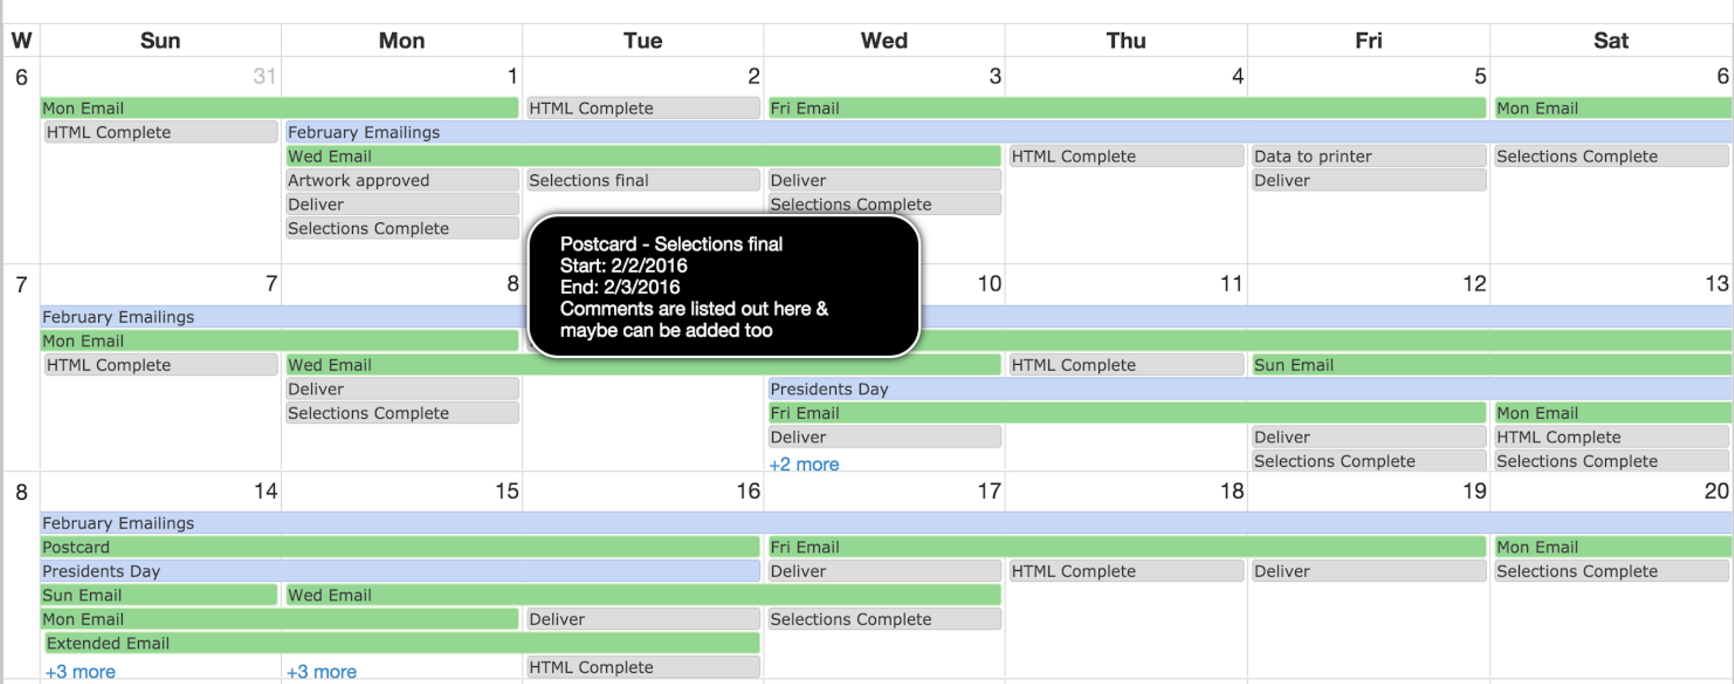 W Sun Mon Tue Wed Thu Fri Sat
6 31 1 2 3 4 5 6
Mon Email HTML Complete Fri Email Mon Email
HTML Complete February Emailings
Wed Email HTML Complete Data to printer Selections Complete
Artwork approved Selections final Deliver Deliver
Deliver Selections Complete
Selections Complete
Postcard - Selections final
Start: 2/2/2016
End: 2/3/2016
Comments are listed out here &
maybe can be added too
7 7 8 10 11 12 13
February Emailings
Mon Email
HTML Complete Wed Email HTML Complete Sun Email
Deliver Presidents Day
Selections Complete Fri Email Mon Email
Deliver Deliver HTML Complete
+2 more Selections Complete Selections Complete
8 14 15 16 17 18 19 20
February Emailings
Postcard Fri Email Mon Email
Presidents Day Deliver HTML Complete Deliver Selections Complete
Sun Email Wed Email
Mon Email Deliver Selections Complete
Extended Email
+3 more +3 more HTML Complete